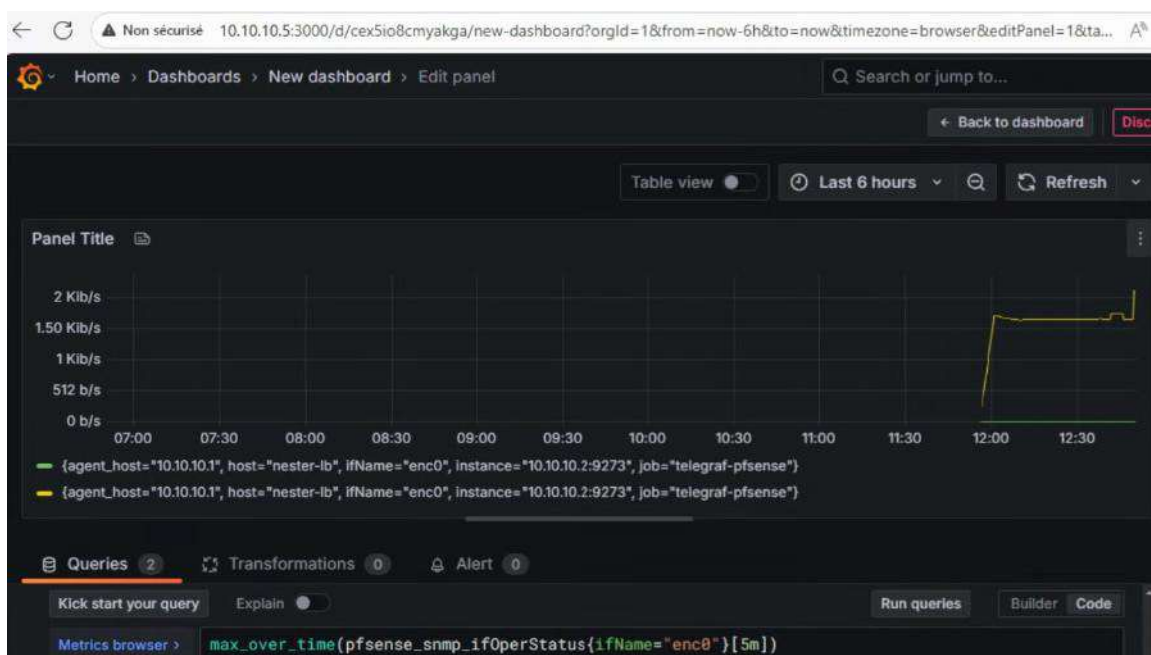 Non sécurisé 10.10.10.5:3000/d/cex5io8cmyakga/new-dashboard?orgId=1&from=now-6h&to=now&timezone=browser&editPanel=1&ta... A
Home › Dashboards › New dashboard › Edit panel
Search or jump to...
← Back to dashboard
Disc
Table view
Last 6 hours
Refresh
Panel Title
2 Kib/s
1.50 Kib/s
1 Kib/s
512 b/s
0 b/s
07:00 07:30 08:00 08:30 09:00 09:30 10:00 10:30 11:00 11:30 12:00 12:30
{agent_host="10.10.10.1", host="nester-lb", ifName="enc0", instance="10.10.10.2:9273", job="telegraf-pfsense"}
{agent_host="10.10.10.1", host="nester-lb", ifName="enc0", instance="10.10.10.2:9273", job="telegraf-pfsense"}
Queries 2 Transformations 0 Alert 0
Kick start your query Explain Run queries Builder Code
Metrics browser > max_over_time(pfsense_snmp_ifOperStatus{ifName="enc0"}[5m])